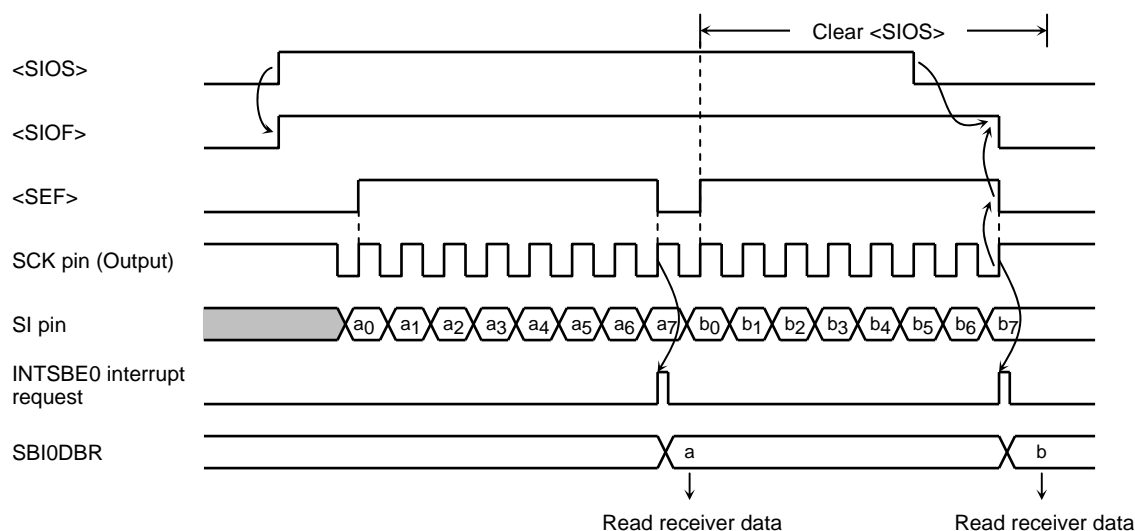 Clear <SIOS>
<SIOS>
<SIOF>
<SEF>
SCK pin (Output)
SI pin
a0 a1 a2 a3 a4 a5 a6 a7 b0 b1 b2 b3 b4 b5 b6 b7
INTSBE0 interrupt
request
SBI0DBR
a b
Read receiver data Read receiver data